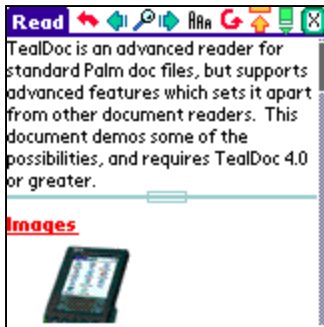 Read AAA
TealDoc is an advanced reader for
standard Palm doc files, but supports
advanced features which sets it apart
from other document readers. This
document demos some of the
possibilities, and requires TealDoc 4.0
or greater.
Images